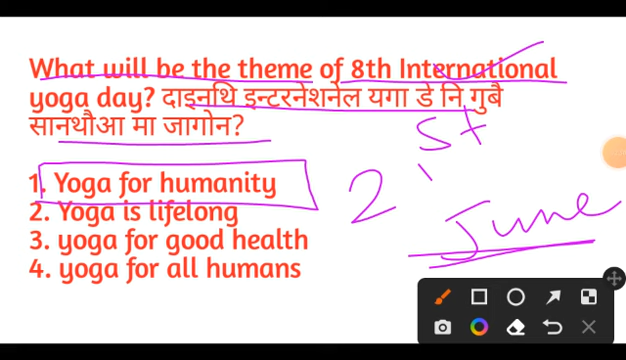 What will be the theme of 8th International
yoga day? दाइनथि इन्टरनेशनेल यगा डे नि गुबै
सानथौआ मा जागोन?
1. Yoga for humanity
2. Yoga is lifelong
3. yoga for good health
4. yoga for all humans
21st
June